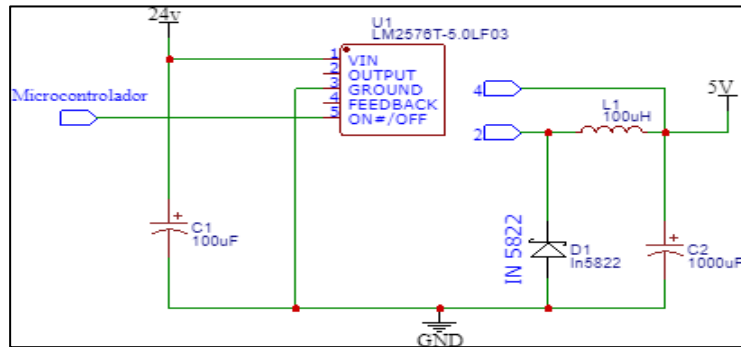 24v
U1
LM2576T-5.0LF03
1 VIN
2 OUTPUT
3 GROUND
4 FEEDBACK
5 ON#/OFF
Microcontrolador
4
2
L1
100uH
5V
C1
100uF
IN 5822
D1
In5822
C2
1000uF
GND